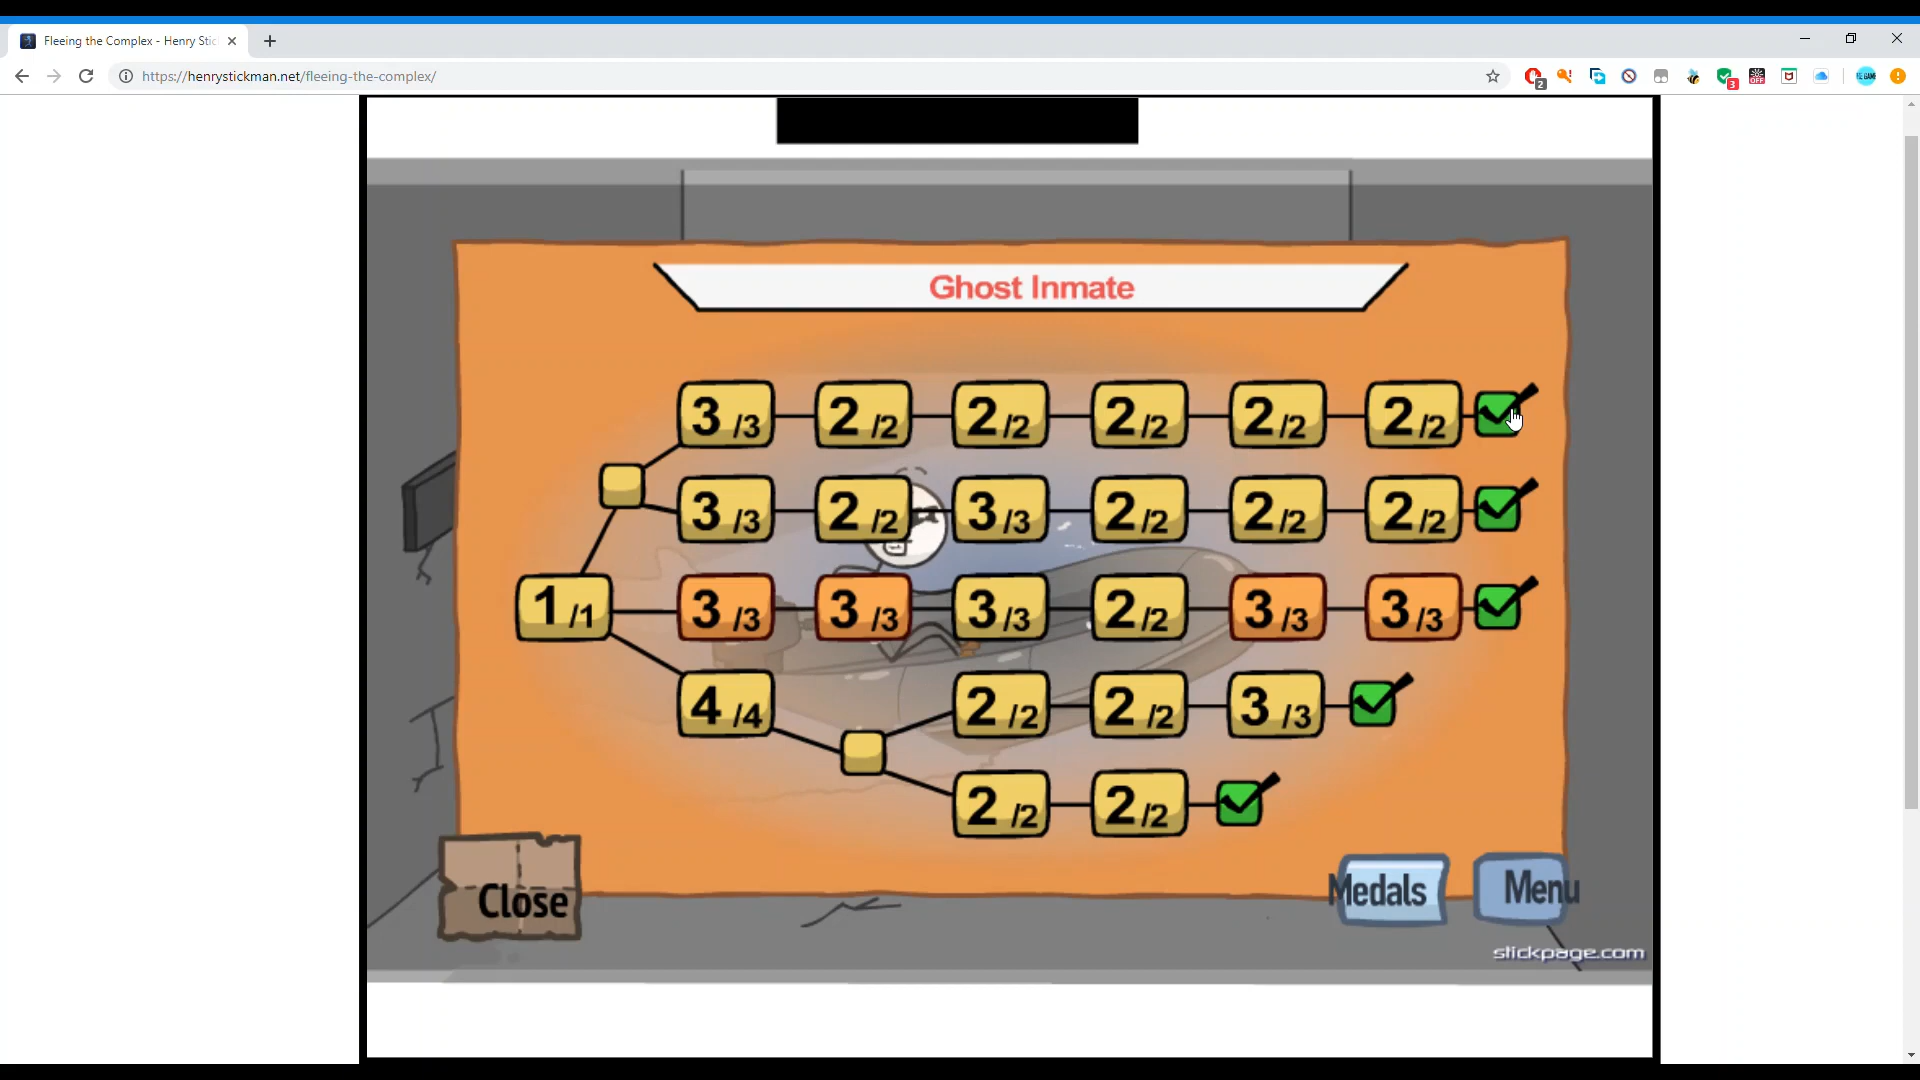 Fleeing the Complex - Henry Stic
https://henrystickman.net/fleeing-the-complex/
2
3
OFF
Ghost Inmate
3 /3 2 /2 2 /2 2 /2 2 /2 2 /2
3 /3 2 /2 3 /3 2 /2 2 /2 2 /2
1 /1 3 /3 3 /3 3 /3 2 /2 3 /3 3 /3
4 /4 2 /2 2 /2 3 /3
2 /2 2 /2
Close Medals Menu
stickpage.com